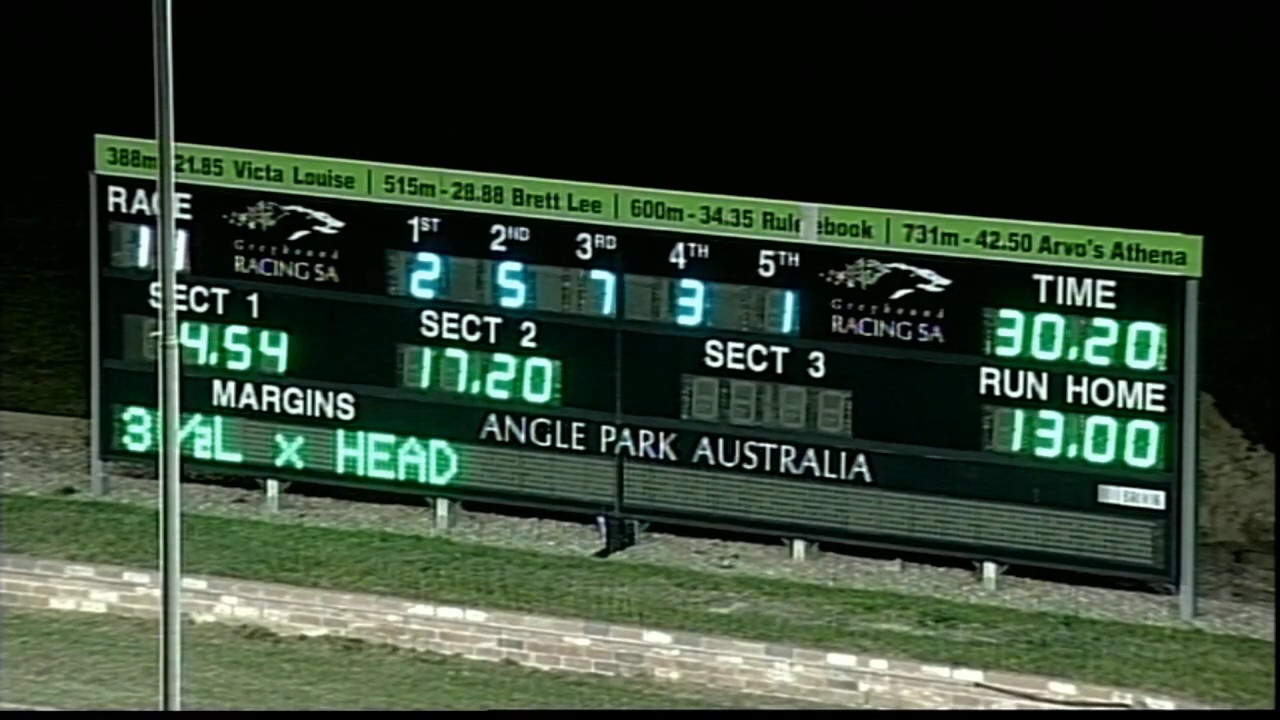 388m 21.85 Victa Louise | 515m - 28.88 Brett Lee | 600m - 34.35 Rule ebook | 731m - 42.50 Arvo's Athena
RACE 1ST 2ND 3RD 4TH 5TH TIME
11 Greyhound RACING SA 2 5 7 3 1 Greyhound RACING SA 30.20
SECT 1 SECT 2 SECT 3 RUN HOME
4.54 17.20 13.00
MARGINS ANGLE PARK AUSTRALIA
3 1/2L x HEAD